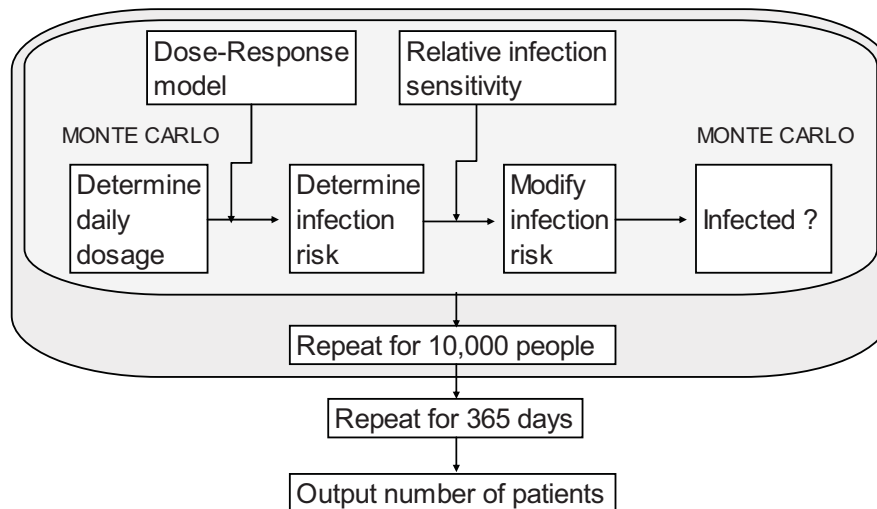 Dose-Response
model
Relative infection
sensitivity
MONTE CARLO
MONTE CARLO
Determine
daily
dosage
Determine
infection
risk
Modify
infection
risk
Infected ?
Repeat for 10,000 people
Repeat for 365 days
Output number of patients